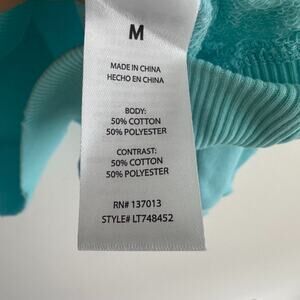 M
MADE IN CHINA
HECHO EN CHINA
BODY:
50% COTTON
50% POLYESTER
CONTRAST:
50% COTTON
50% POLYESTER
RN# 137013
STYLE# LT748452